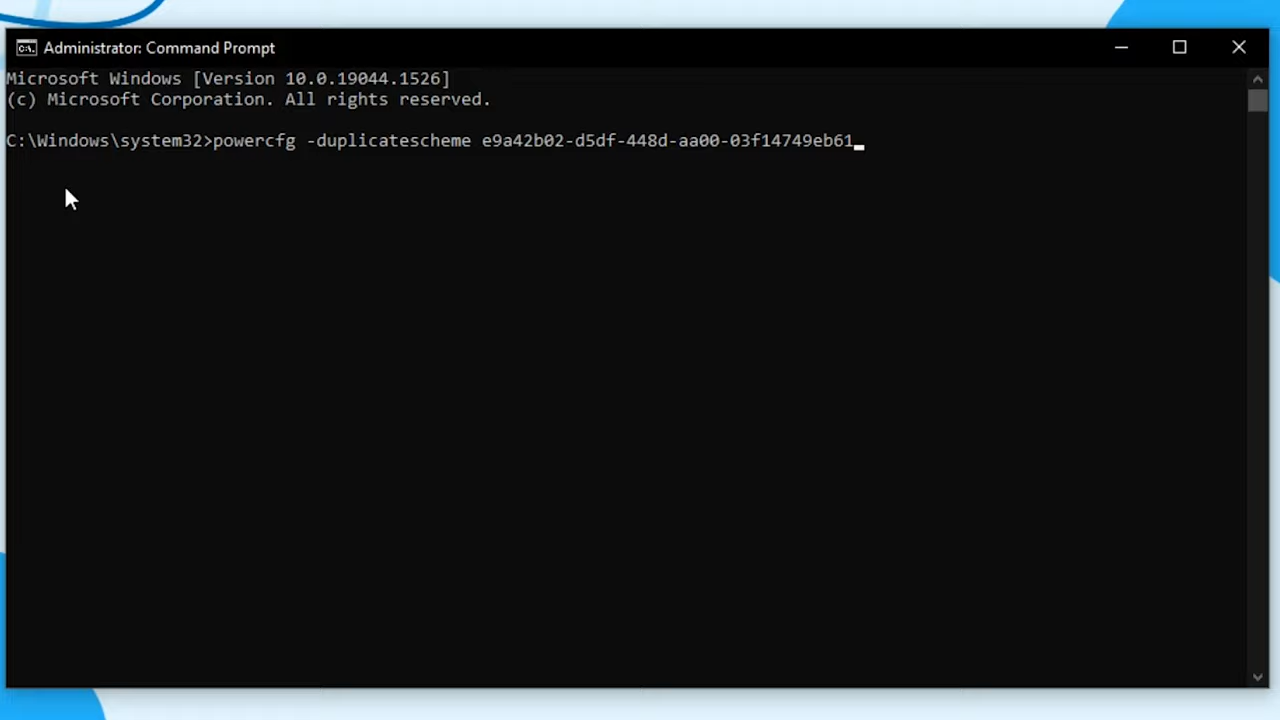 Administrator: Command Prompt
Microsoft Windows [Version 10.0.19044.1526]
(c) Microsoft Corporation. All rights reserved.
C:\Windows\system32>powercfg -duplicatescheme e9a42b02-d5df-448d-aa00-03f14749eb61_